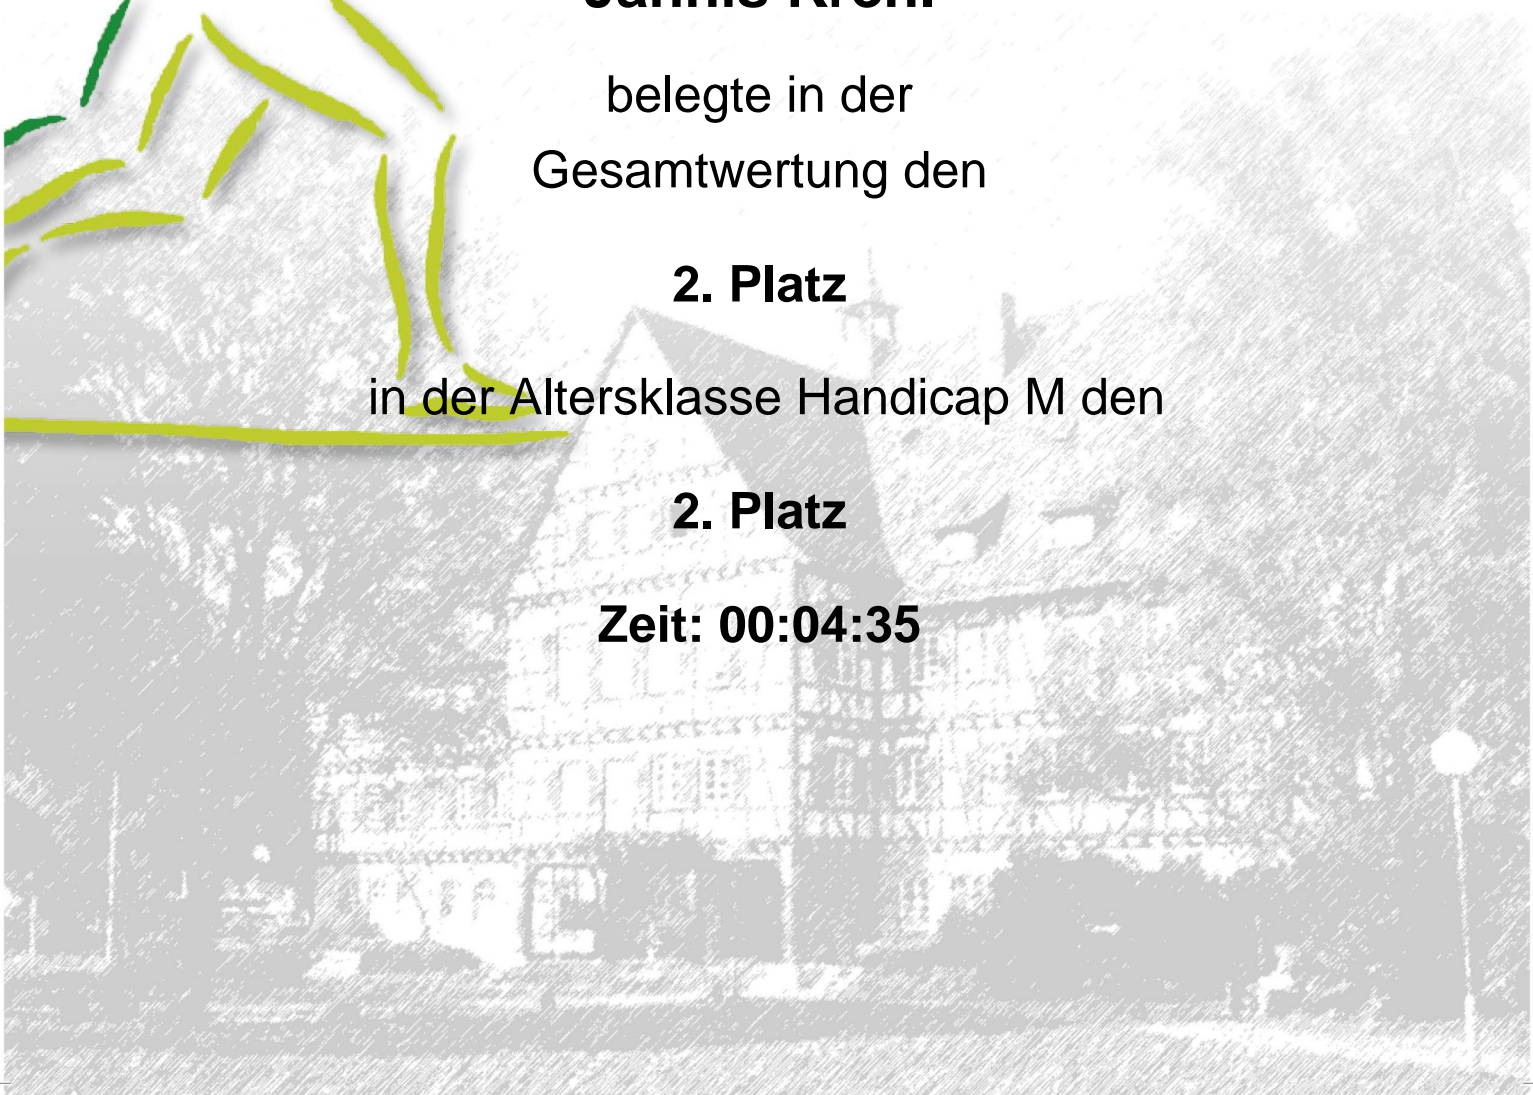 belegte in der
Gesamtwertung den
2. Platz
in der Altersklasse Handicap M den
2. Platz
Zeit: 00:04:35